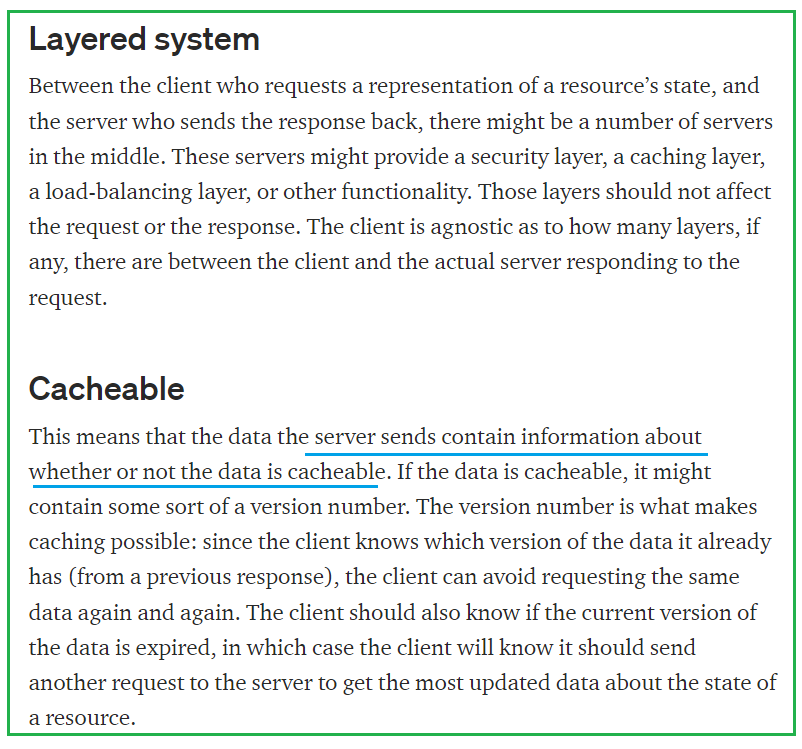 Layered system
Between the client who requests a representation of a resource’s state, and
the server who sends the response back, there might be a number of servers
in the middle. These servers might provide a security layer, a caching layer,
a load-balancing layer, or other functionality. Those layers should not affect
the request or the response. The client is agnostic as to how many layers, if
any, there are between the client and the actual server responding to the
request.
Cacheable
This means that the data the server sends contain information about
whether or not the data is cacheable. If the data is cacheable, it might
contain some sort of a version number. The version number is what makes
caching possible: since the client knows which version of the data it already
has (from a previous response), the client can avoid requesting the same
data again and again. The client should also know if the current version of
the data is expired, in which case the client will know it should send
another request to the server to get the most updated data about the state of
a resource.